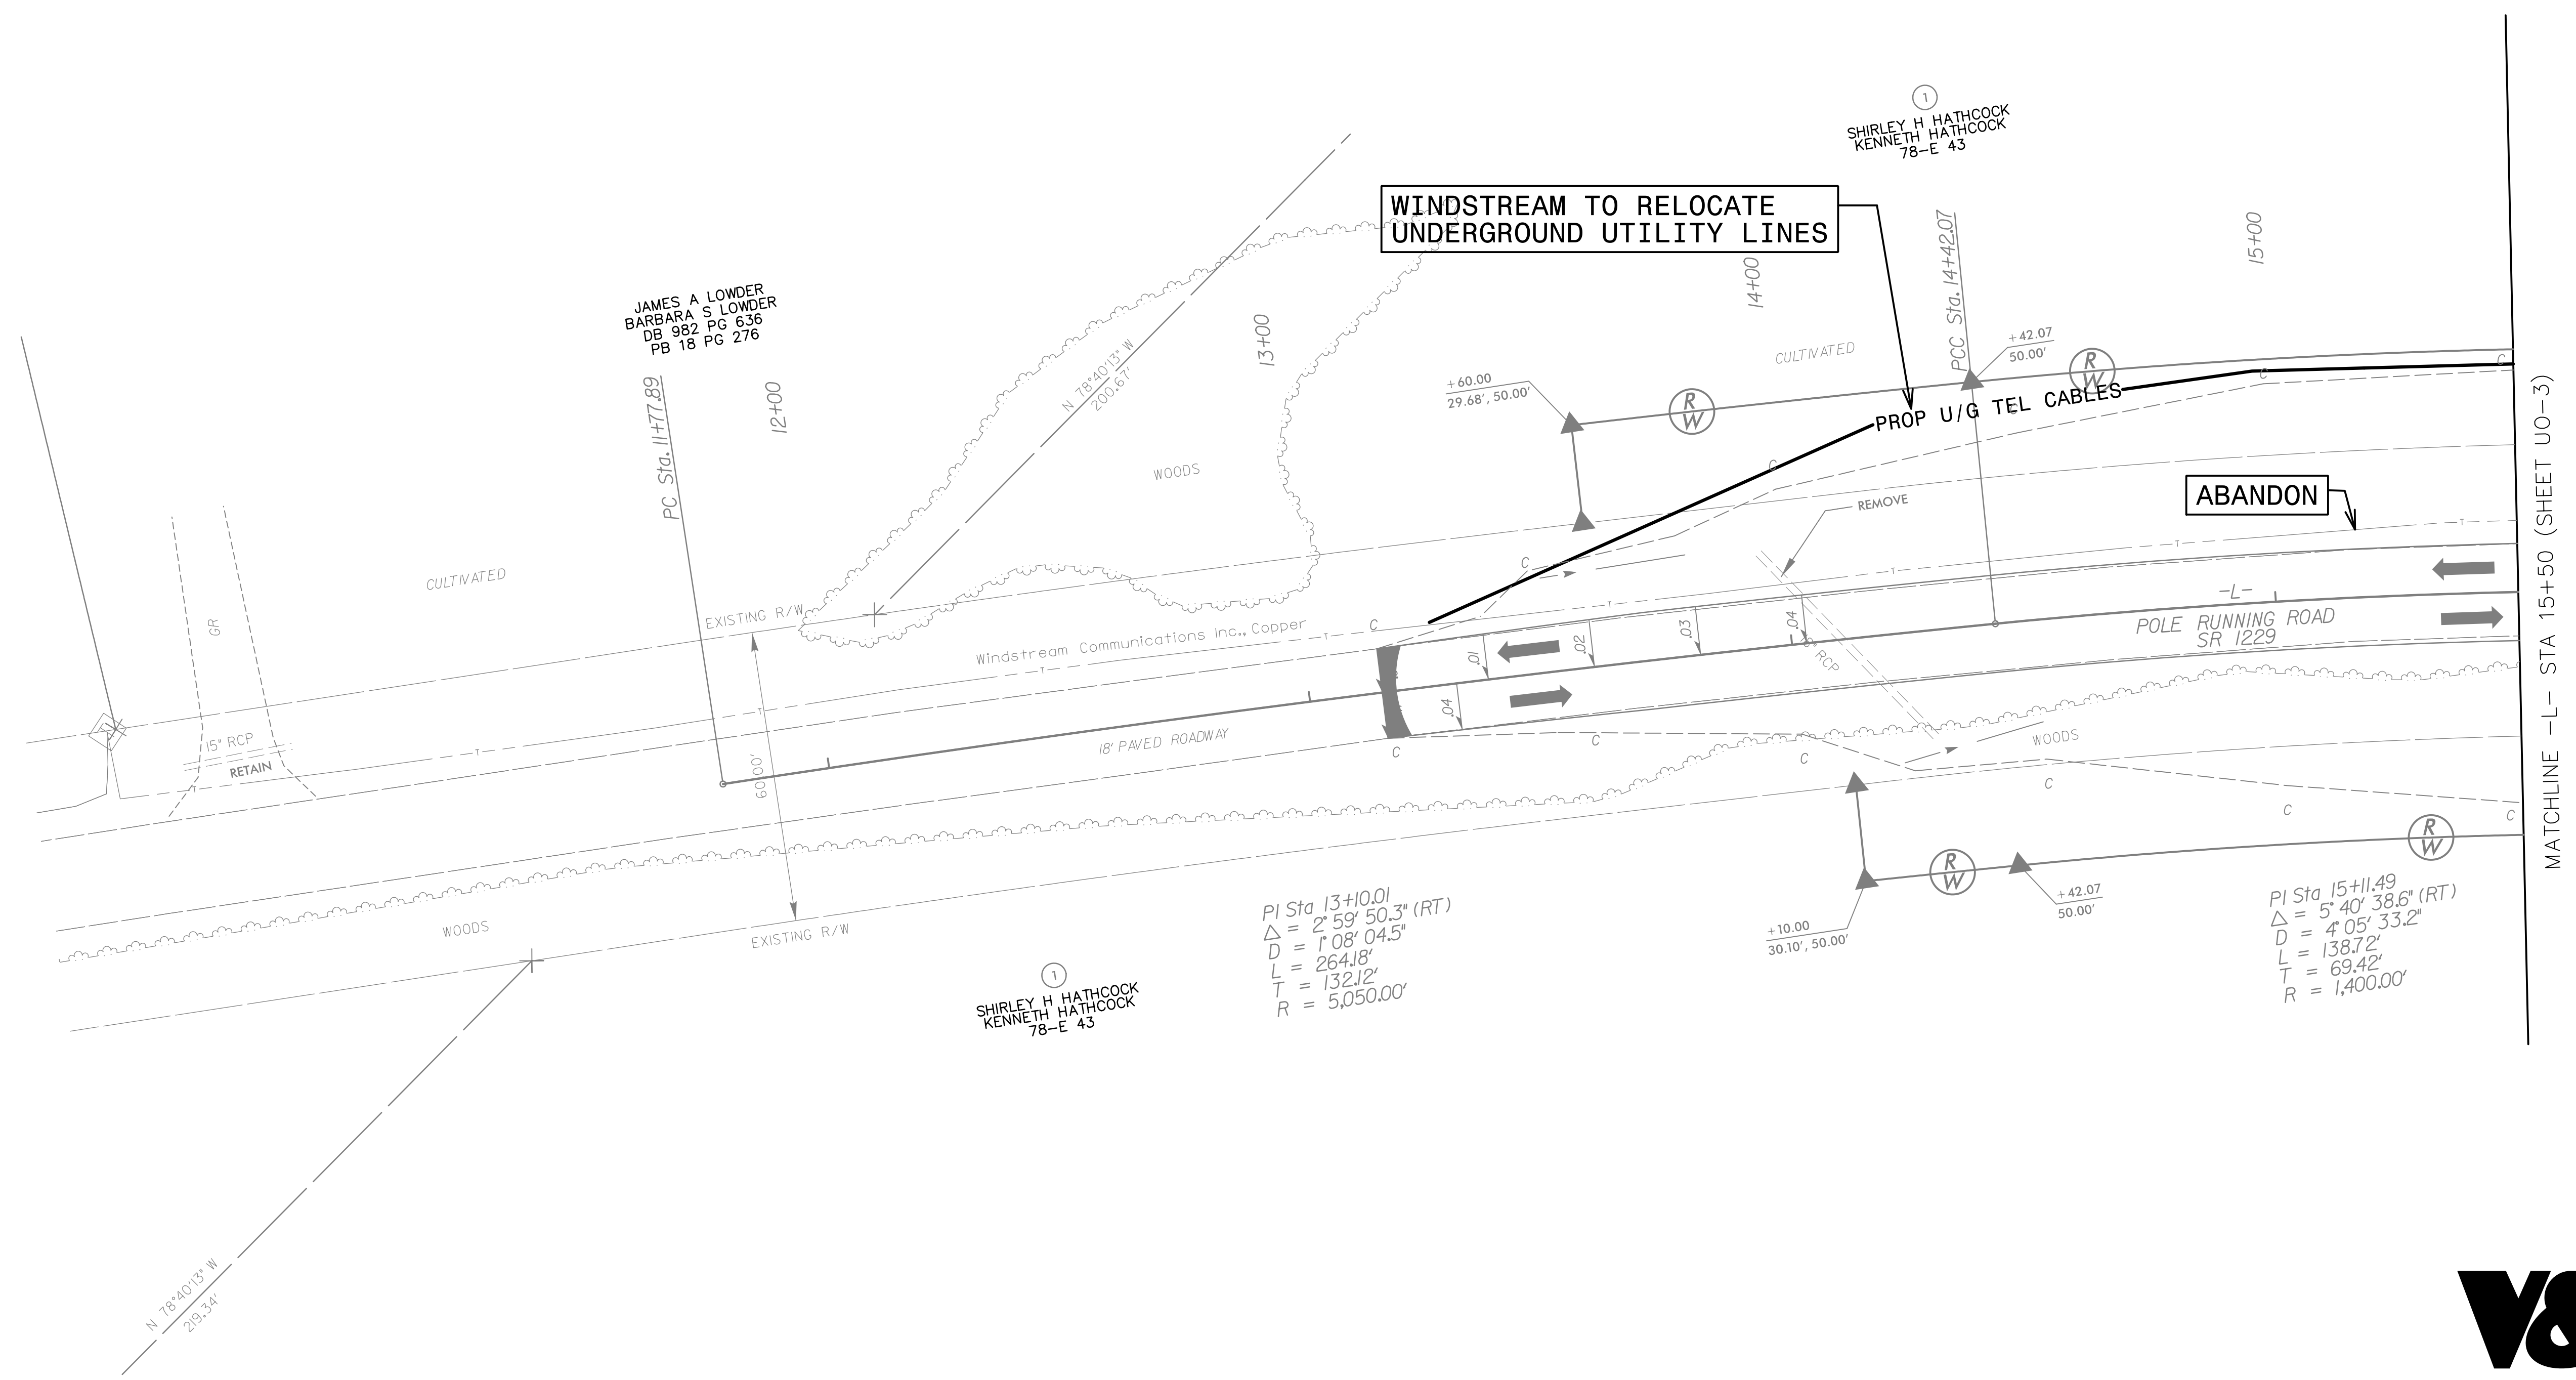 1
SHIRLEY H HATHCOCK
KENNETH HATHCOCK
78-E 43
WINDSTREAM TO RELOCATE
UNDERGROUND UTILITY LINES
PCC Sta. 14+42.07
15+00
14+00
13+00
12+00
JAMES A LOWDER
BARBARA S LOWDER
DB 982 PG 636
PB 18 PG 276
PC Sta. 11+77.89
N 78°40'13" W
200.67'
CULTIVATED
+42.07
50.00'
R
W
+60.00
29.68', 50.00'
R
W
C
C
C
PROP U/G TEL CABLES
C
WOODS
REMOVE
ABANDON
MATCHLINE -L- STA 15+50 (SHEET UO-3)
T
T
T
T
T
T
T
T
T
C
C
CULTIVATED
GR
EXISTING R/W
Windstream Communications Inc., Copper
.01
.02
.03
.04
.04
18" RCP
-L-
POLE RUNNING ROAD
SR 1229
15" RCP
RETAIN
60.00'
18' PAVED ROADWAY
C
C
C
C
C
C
WOODS
WOODS
EXISTING R/W
R
W
R
W
+42.07
50.00'
+10.00
30.10', 50.00'
PI Sta 13+10.01
Δ = 2° 59' 50.3" (RT)
D = 1° 08' 04.5"
L = 264.18'
T = 132.12'
R = 5,050.00'
PI Sta 15+11.49
Δ = 5° 40' 38.6" (RT)
D = 4° 05' 33.2"
L = 138.72'
T = 69.42'
R = 1,400.00'
1
SHIRLEY H HATHCOCK
KENNETH HATHCOCK
78-E 43
N 78°40'13" W
219.34'
V&